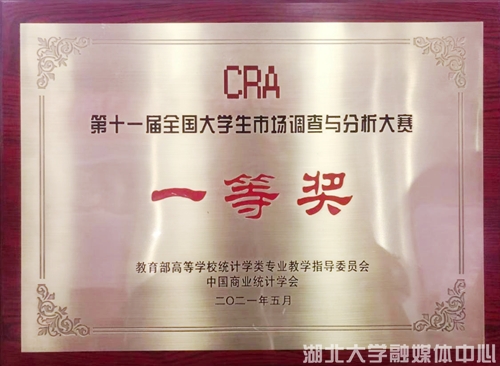 CRA
第十一届全国大学生市场调查与分析大赛
一等奖
教育部高等学校统计学类专业教学指导委员会
中国商业统计学会
二〇二一年五月
湖北大学融媒体中心